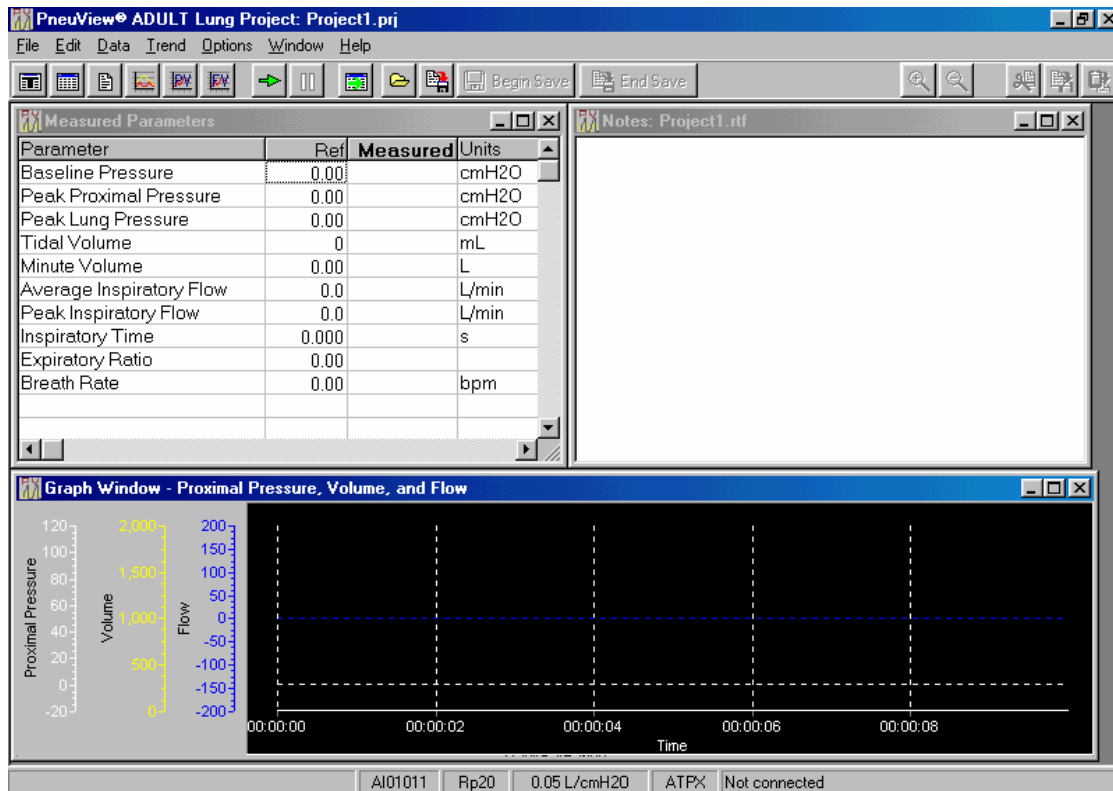 PneuView® ADULT Lung Project: Project1.prj
File Edit Data Trend Options Window Help
PV FV Begin Save End Save
Measured Parameters
Parameter Ref Measured Units
Baseline Pressure 0.00 cmH2O
Peak Proximal Pressure 0.00 cmH2O
Peak Lung Pressure 0.00 cmH2O
Tidal Volume 0 mL
Minute Volume 0.00 L
Average Inspiratory Flow 0.0 L/min
Peak Inspiratory Flow 0.0 L/min
Inspiratory Time 0.000 s
Expiratory Ratio 0.00
Breath Rate 0.00 bpm
Notes: Project1.rtf
Graph Window - Proximal Pressure, Volume, and Flow
Proximal Pressure
120
100
80
60
40
20
0
-20
Volume
2,000
1,500
1,000
500
0
Flow
200
150
100
50
0
-50
-100
-150
-200
00:00:00 00:00:02 00:00:04 00:00:06 00:00:08
Time
AI01011 Rp20 0.05 L/cmH2O ATPX Not connected